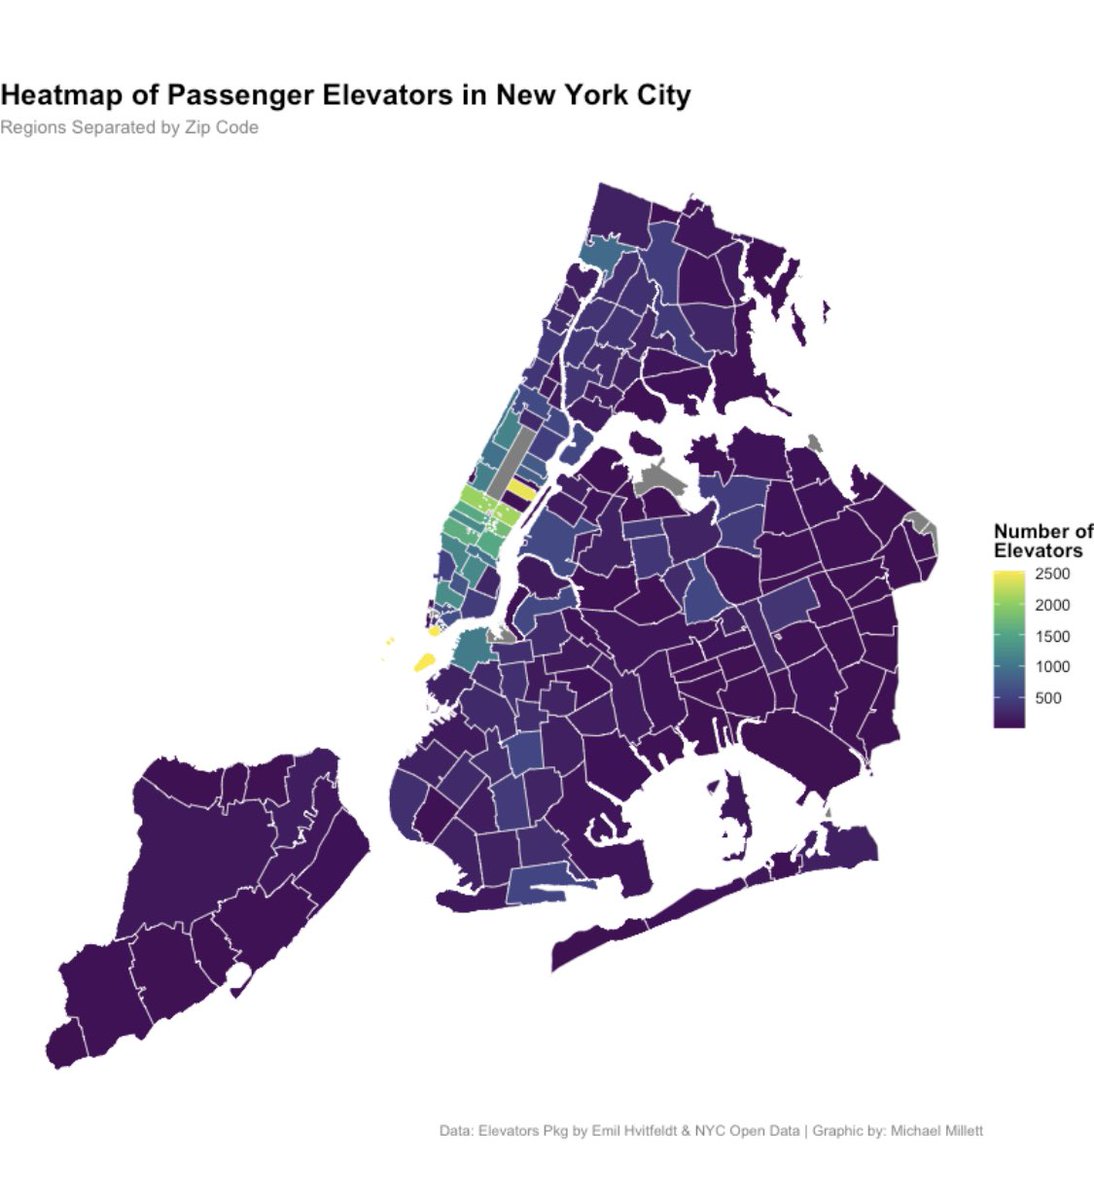 Heatmap of Passenger Elevators in New York City
Regions Separated by Zip Code
Number of
Elevators
2500
2000
1500
1000
500
Data: Elevators Pkg by Emil Hvitfeldt & NYC Open Data | Graphic by: Michael Millett